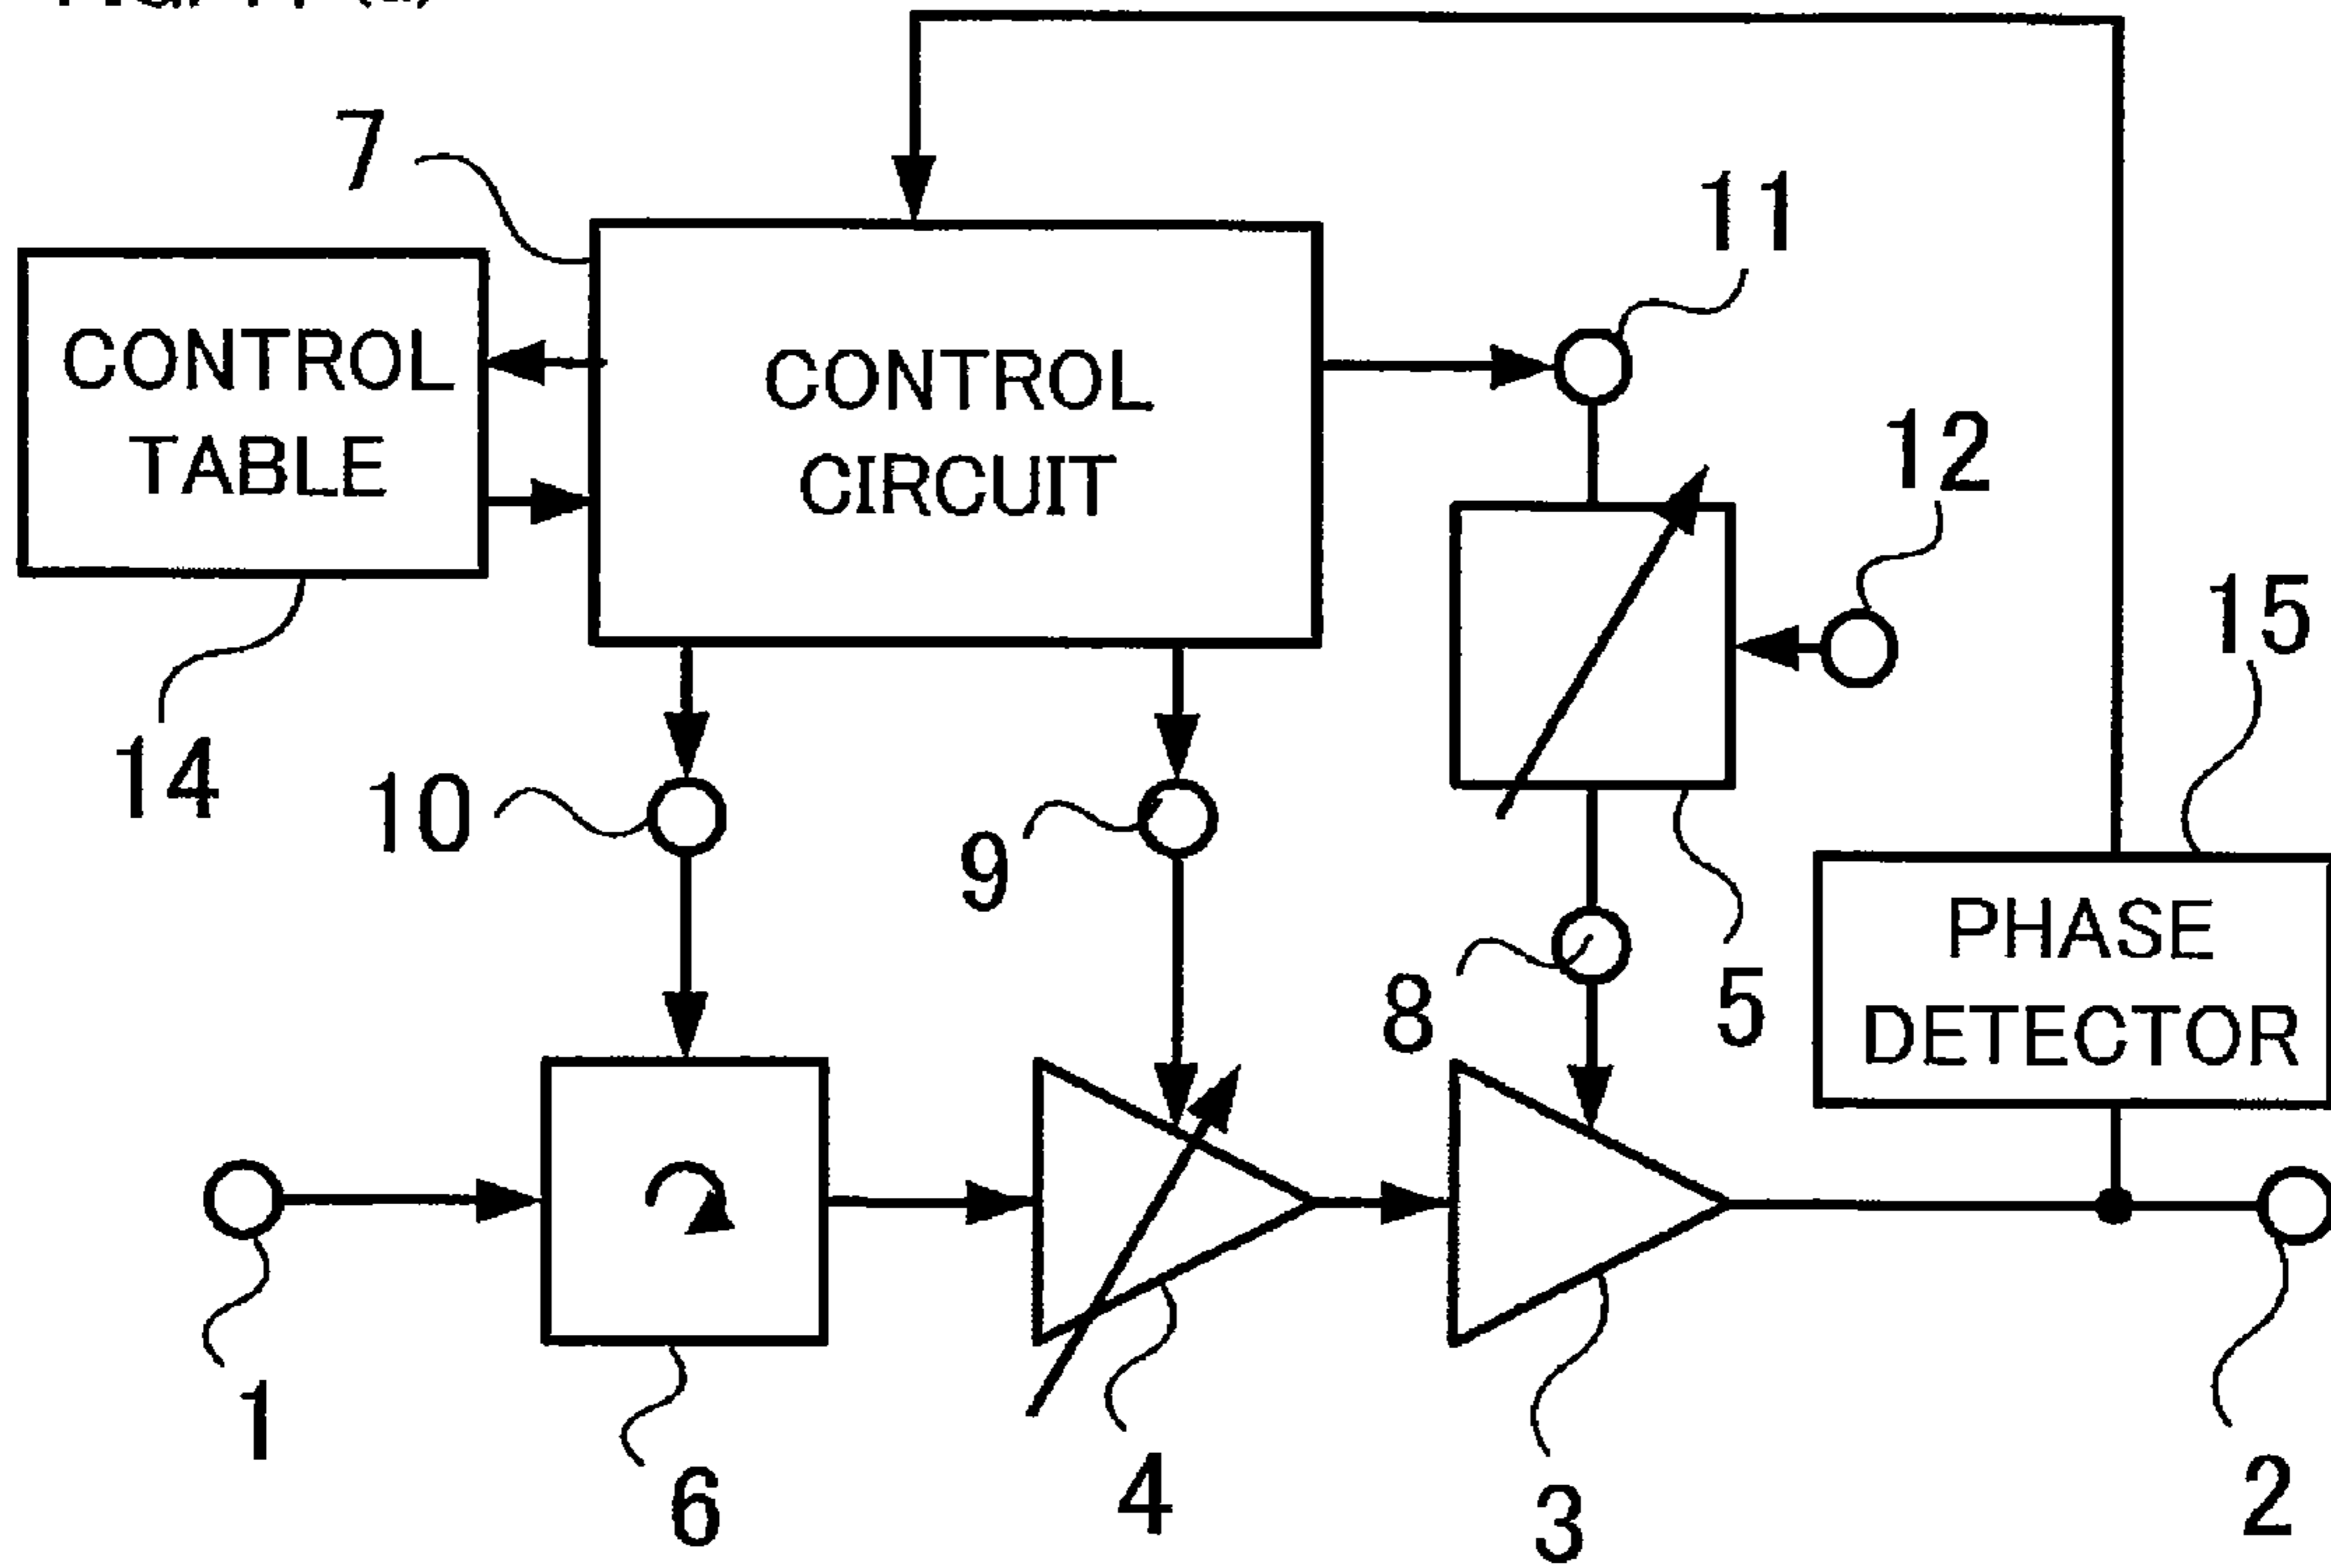 7
11
CONTROL
TABLE
CONTROL
CIRCUIT
12
15
14
10
9
8
5
PHASE
DETECTOR
1
6
4
3
2